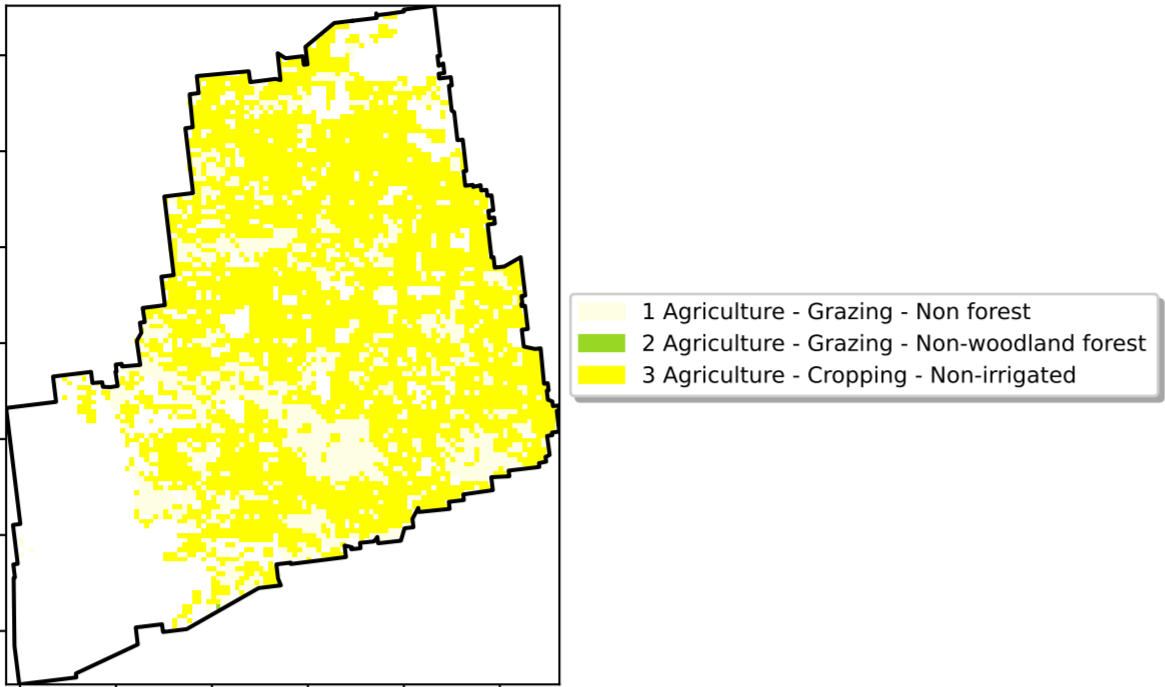 1 Agriculture - Grazing - Non forest
2 Agriculture - Grazing - Non-woodland forest
3 Agriculture - Cropping - Non-irrigated